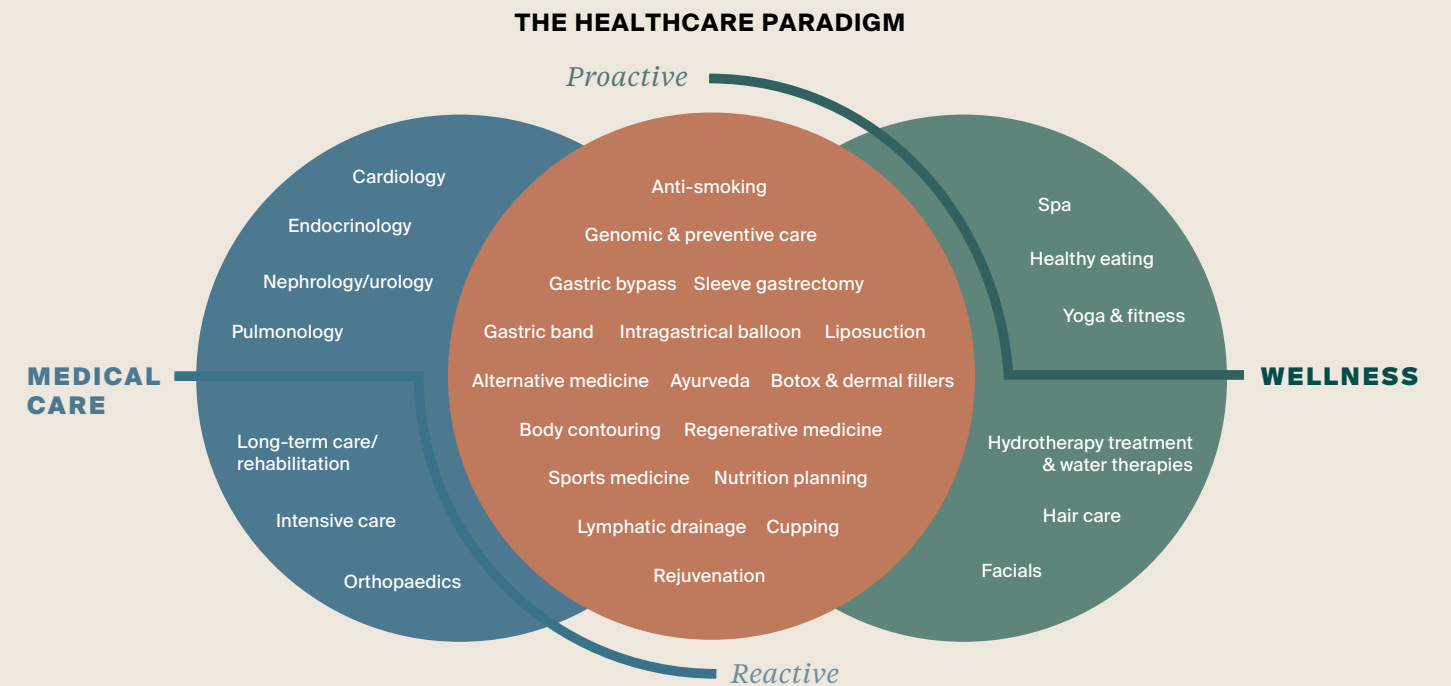 THE HEALTHCARE PARADIGM
Proactive
Cardiology
Endocrinology
Nephrology/urology
Pulmonology
MEDICAL
CARE
Long-term care/
rehabilitation
Intensive care
Orthopaedics
Anti-smoking
Genomic & preventive care
Gastric bypass Sleeve gastrectomy
Gastric band Intragastrical balloon Liposuction
Alternative medicine Ayurveda Botox & dermal fillers
Body contouring Regenerative medicine
Sports medicine Nutrition planning
Lymphatic drainage Cupping
Rejuvenation
Spa
Healthy eating
Yoga & fitness
WELLNESS
Hydrotherapy treatment
& water therapies
Hair care
Facials
Reactive